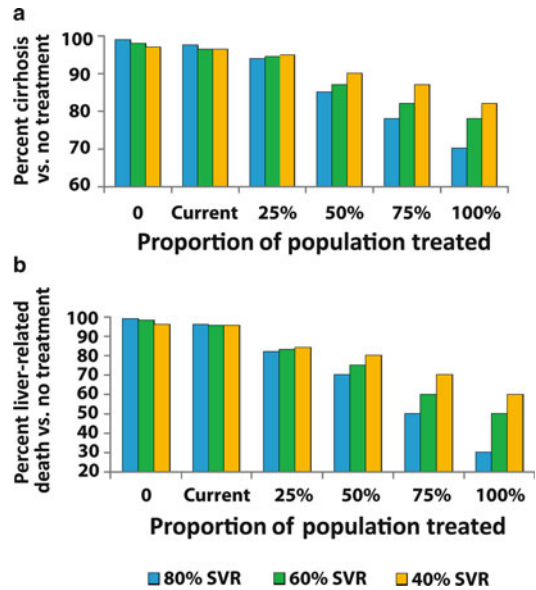 a
Percent cirrhosis
vs. no treatment
100
90
80
70
60
0 Current 25% 50% 75% 100%
Proportion of population treated
b
Percent liver-related
death vs. no treatment
100
90
80
70
60
50
40
30
20
0 Current 25% 50% 75% 100%
Proportion of population treated
80% SVR 60% SVR 40% SVR